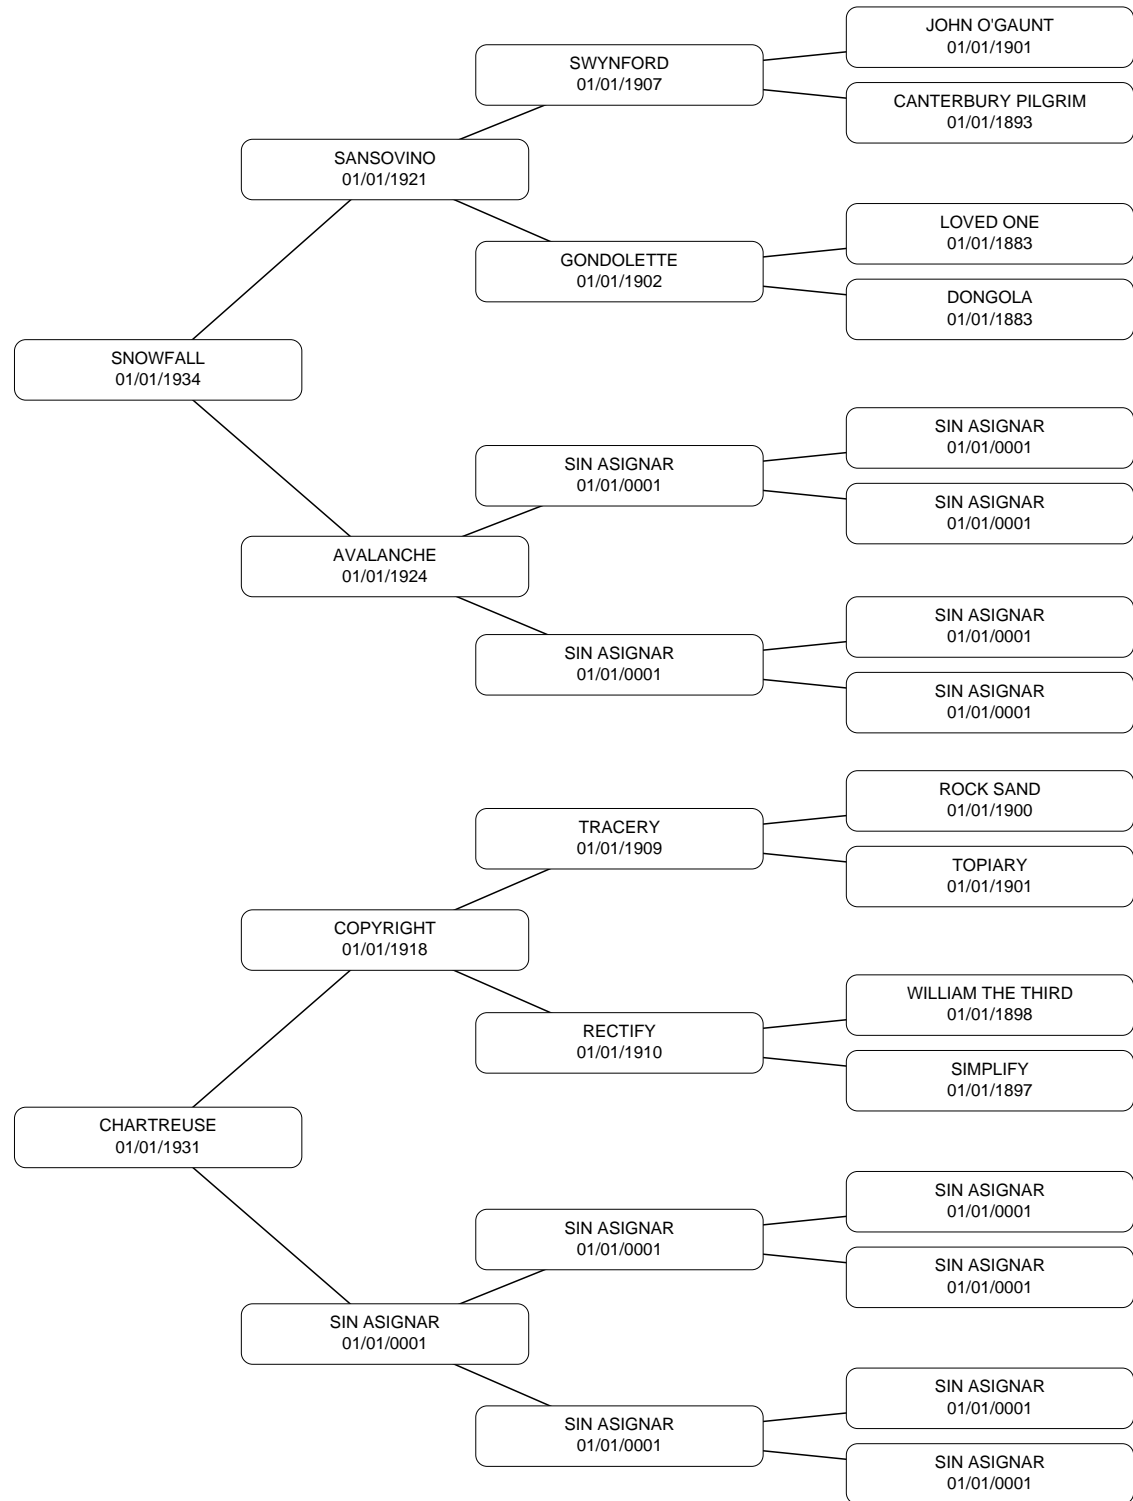 JOHN O'GAUNT
01/01/1901
SWYNFORD
01/01/1907
CANTERBURY PILGRIM
01/01/1893
SANSOVINO
01/01/1921
LOVED ONE
01/01/1883
GONDOLETTE
01/01/1902
DONGOLA
01/01/1883
SNOWFALL
01/01/1934
SIN ASIGNAR
01/01/0001
SIN ASIGNAR
01/01/0001
SIN ASIGNAR
01/01/0001
AVALANCHE
01/01/1924
SIN ASIGNAR
01/01/0001
SIN ASIGNAR
01/01/0001
SIN ASIGNAR
01/01/0001
ROCK SAND
01/01/1900
TRACERY
01/01/1909
TOPIARY
01/01/1901
COPYRIGHT
01/01/1918
WILLIAM THE THIRD
01/01/1898
RECTIFY
01/01/1910
SIMPLIFY
01/01/1897
CHARTREUSE
01/01/1931
SIN ASIGNAR
01/01/0001
SIN ASIGNAR
01/01/0001
SIN ASIGNAR
01/01/0001
SIN ASIGNAR
01/01/0001
SIN ASIGNAR
01/01/0001
SIN ASIGNAR
01/01/0001
SIN ASIGNAR
01/01/0001